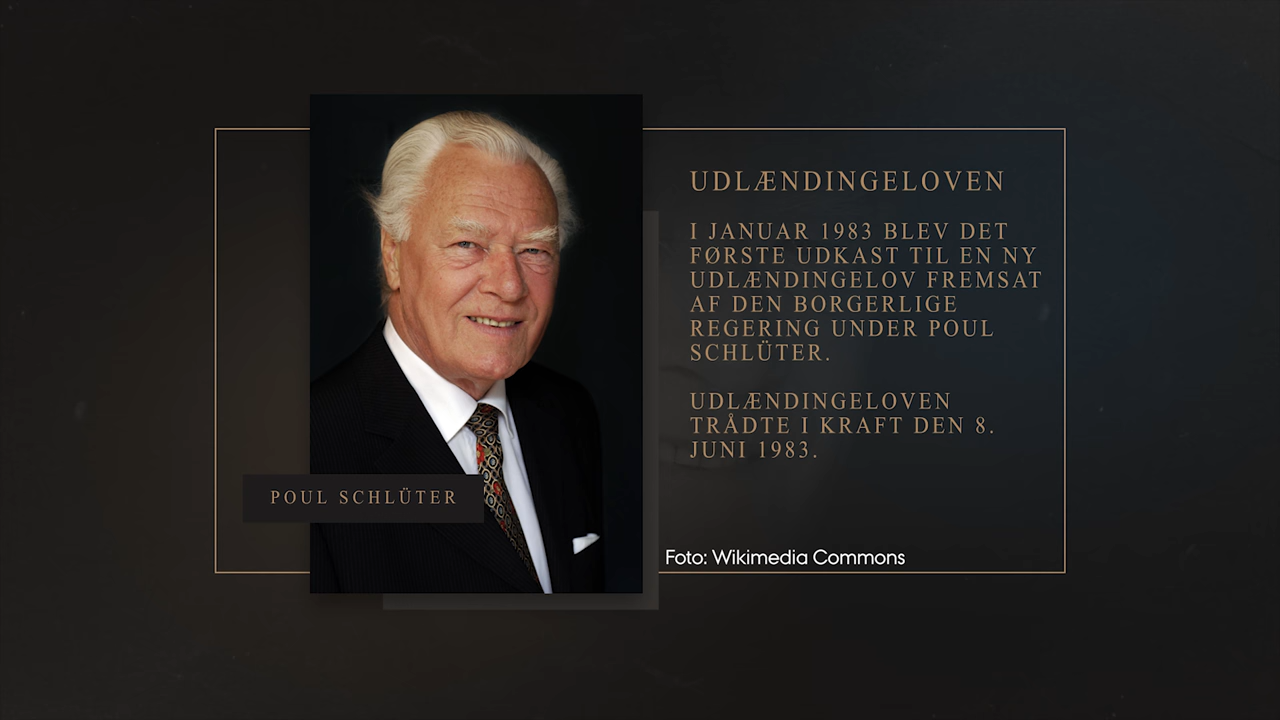 UDLÆNDINGELOVEN
I JANUAR 1983 BLEV DET
FØRSTE UDKAST TIL EN NY
UDLÆNDINGELOV FREMSAT
AF DEN BORGERLIGE
REGERING UNDER POUL
SCHLÜTER.
UDLÆNDINGELOVEN
TRÅDTE I KRAFT DEN 8.
JUNI 1983.
POUL SCHLÜTER
Foto: Wikimedia Commons